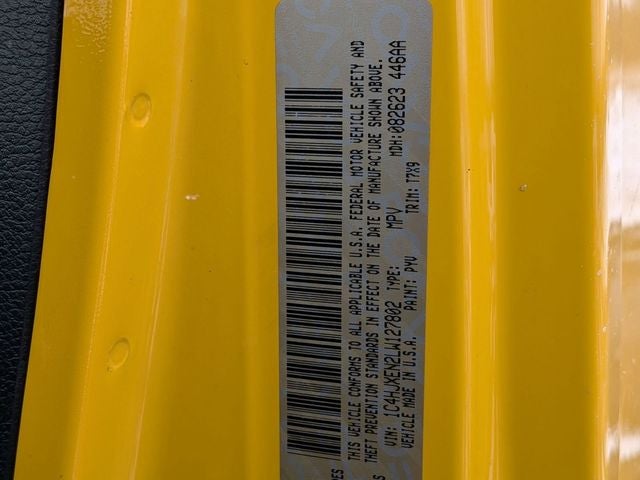 THIS VEHICLE CONFORMS TO ALL APPLICABLE U.S.A. FEDERAL MOTOR VEHICLE SAFETY AND
THEFT PREVENTION STANDARDS IN EFFECT ON THE DATE OF MANUFACTURE SHOWN ABOVE.
VIN: 1C4HJXEN2LW127802 TYPE: MPV MDH:082623 446AA
VEHICLE MADE IN U.S.A. PAINT: PYV TRIM: T7X9